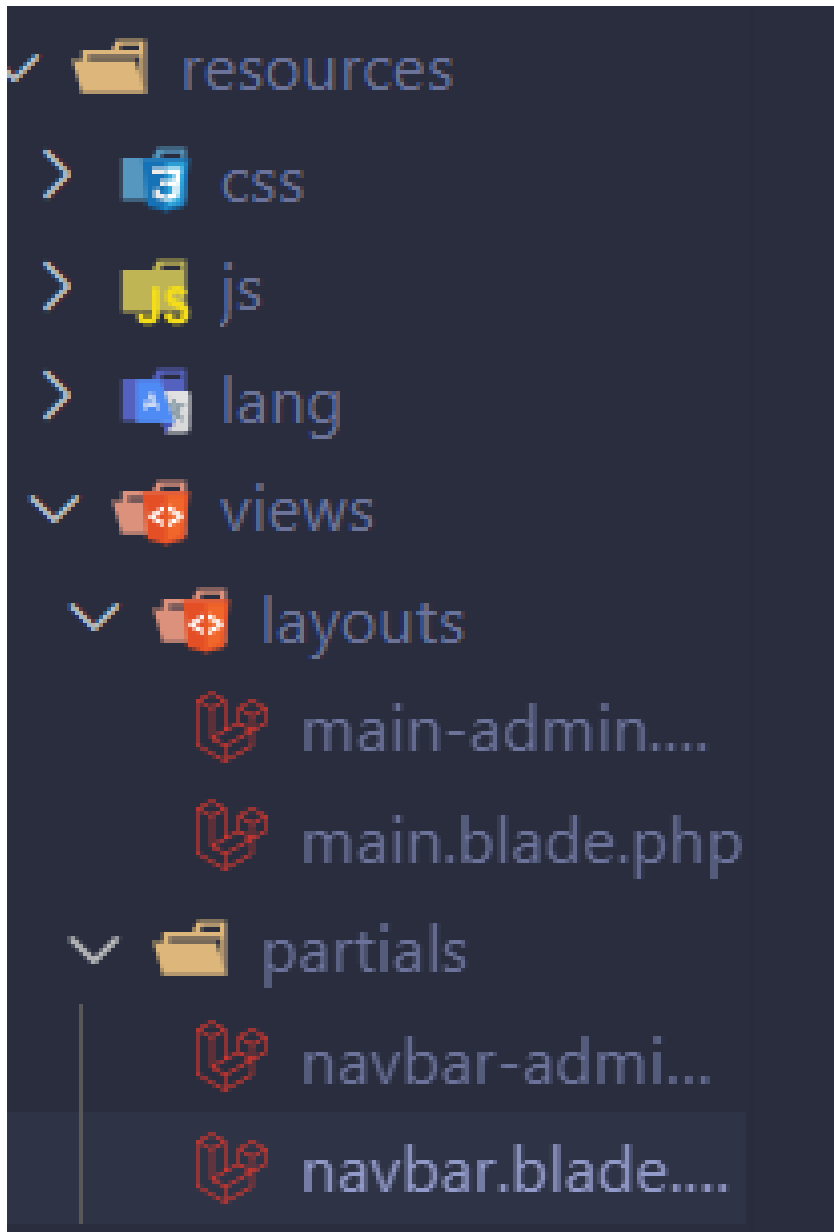 resources
css
js
lang
views
layouts
main-admin....
main.blade.php
partials
navbar-admi...
navbar.blade....